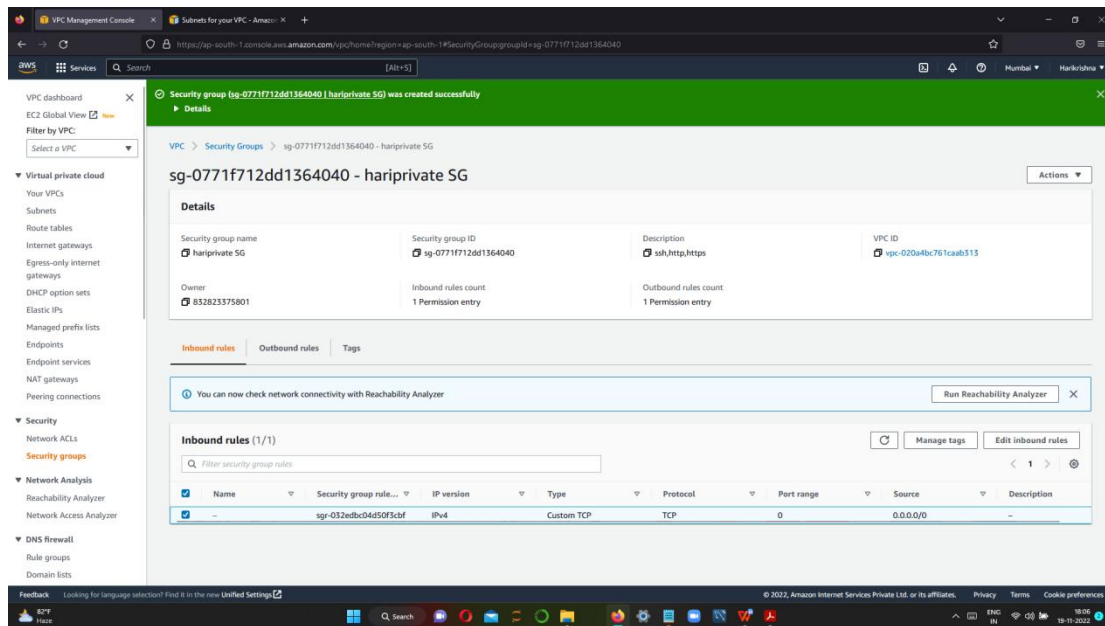 VPC Management Console
Subnets for your VPC - Amazon
https://ap-south-1.console.aws.amazon.com/vpc/home?region=ap-south-1#SecurityGroup:groupId=sg-0771f712dd1364040
aws Services Search [Alt+S] Mumbai Harikrishna
VPC dashboard
EC2 Global View New
Filter by VPC:
Select a VPC
Virtual private cloud
Your VPCs
Subnets
Route tables
Internet gateways
Egress-only internet
gateways
DHCP option sets
Elastic IPs
Managed prefix lists
Endpoints
Endpoint services
NAT gateways
Peering connections
Security
Network ACLs
Security groups
Network Analysis
Reachability Analyzer
Network Access Analyzer
DNS firewall
Rule groups
Domain lists
Security group (sg-0771f712dd1364040 | hariprivate SG) was created successfully
Details
VPC > Security Groups > sg-0771f712dd1364040 - hariprivate SG
sg-0771f712dd1364040 - hariprivate SG
Actions
Details
Security group name Security group ID Description VPC ID
hariprivate SG sg-0771f712dd1364040 ssh,http,https vpc-020a4bc761caab313
Owner Inbound rules count Outbound rules count
832823375801 1 Permission entry 1 Permission entry
Inbound rules Outbound rules Tags
You can now check network connectivity with Reachability Analyzer Run Reachability Analyzer
Inbound rules (1/1) Manage tags Edit inbound rules
Filter security group rules 1
Name Security group rule... IP version Type Protocol Port range Source Description
– sgr-032edbc04d50f3cbf IPv4 Custom TCP TCP 0 0.0.0.0/0 –
Feedback Looking for language selection? Find it in the new Unified Settings © 2022, Amazon Internet Services Private Ltd. or its affiliates. Privacy Terms Cookie preferences
82°F
Haze
Search
ENG
IN
18:06
19-11-2022